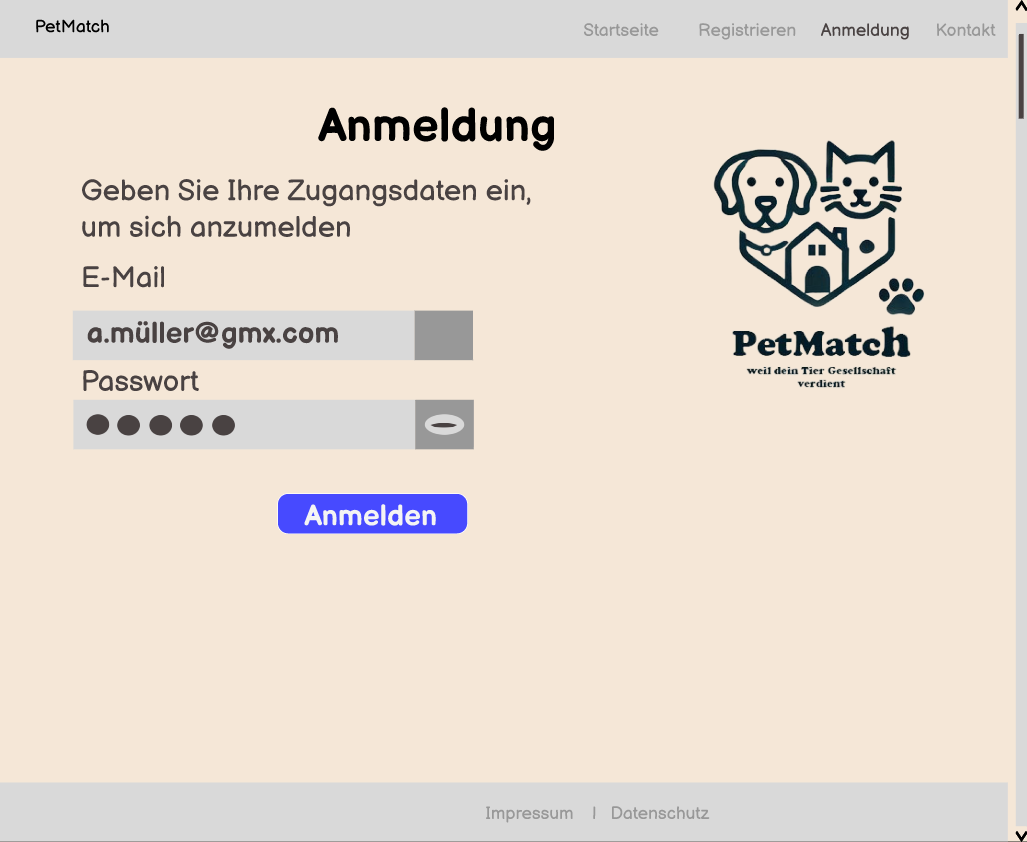 PetMatch
Startseite Registrieren Anmeldung Kontakt
Anmeldung
Geben Sie Ihre Zugangsdaten ein,
um sich anzumelden
E-Mail
a.müller@gmx.com
Passwort
Anmelden
PetMatch
weil dein Tier Gesellschaft
verdient
Impressum | Datenschutz